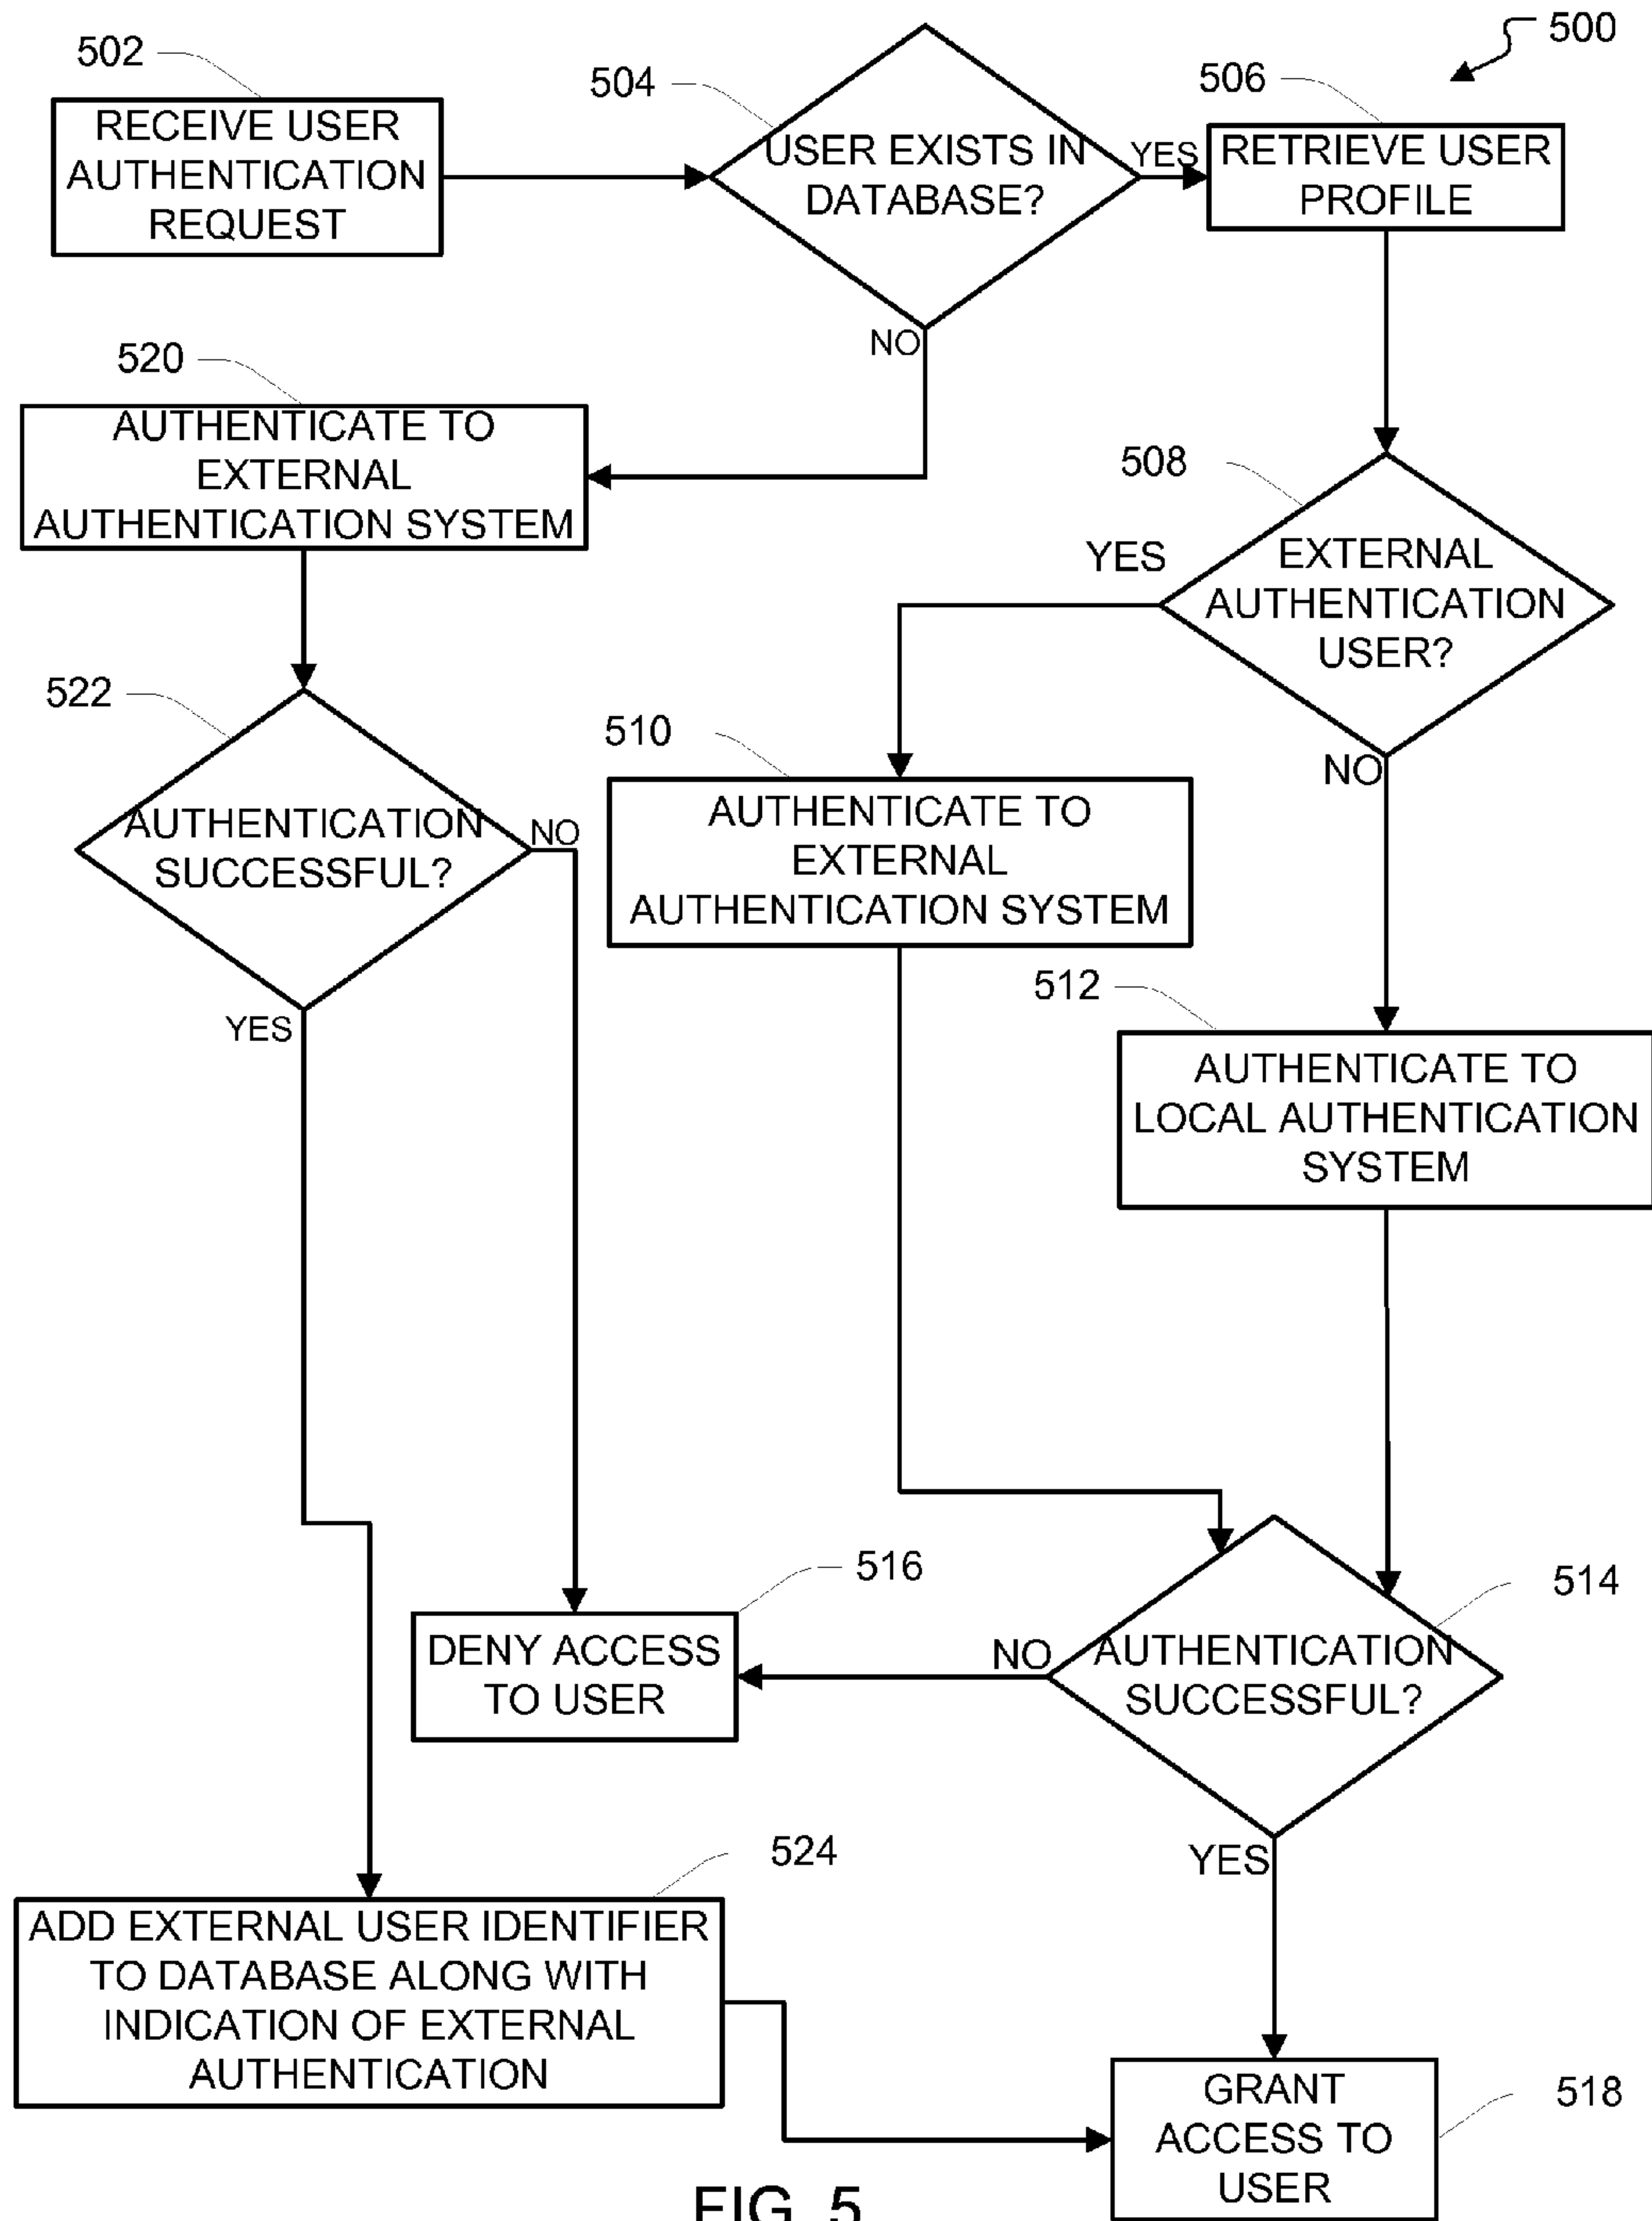 500
502
RECEIVE USER
AUTHENTICATION
REQUEST
504
USER EXISTS IN
DATABASE?
YES
NO
506
RETRIEVE USER
PROFILE
520
AUTHENTICATE TO
EXTERNAL
AUTHENTICATION SYSTEM
508
EXTERNAL
AUTHENTICATION
USER?
YES
NO
522
AUTHENTICATION
SUCCESSFUL?
NO
YES
510
AUTHENTICATE TO
EXTERNAL
AUTHENTICATION SYSTEM
512
AUTHENTICATE TO
LOCAL AUTHENTICATION
SYSTEM
516
DENY ACCESS
TO USER
514
AUTHENTICATION
SUCCESSFUL?
NO
YES
524
ADD EXTERNAL USER IDENTIFIER
TO DATABASE ALONG WITH
INDICATION OF EXTERNAL
AUTHENTICATION
518
GRANT
ACCESS TO
USER
FIG. 5